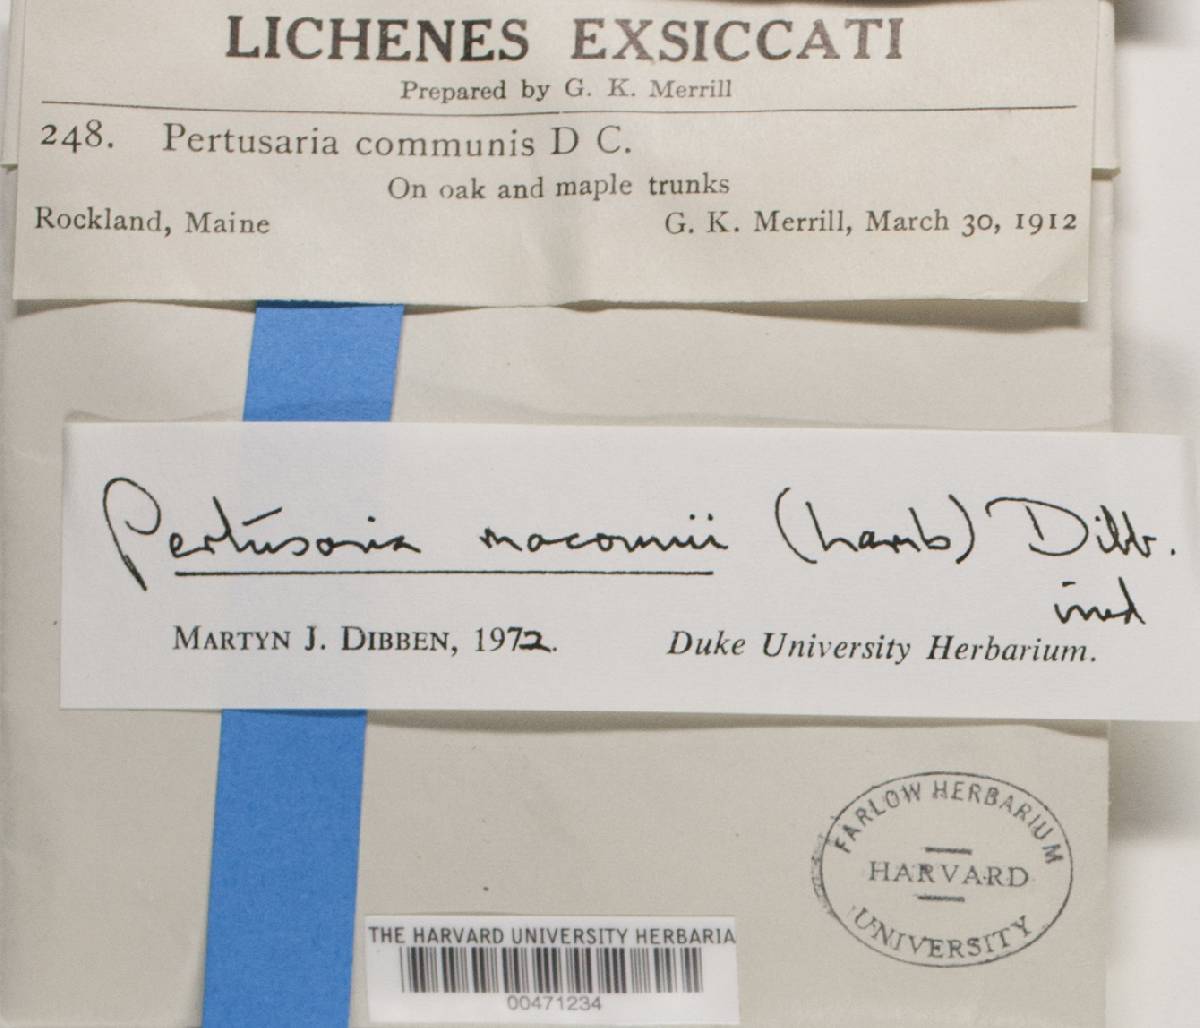 LICHENES EXSICCATI
Prepared by G. K. Merrill
248. Pertusaria communis D C.
On oak and maple trunks
Rockland, Maine G. K. Merrill, March 30, 1912
Pertusaria macounii (Lamb) Dibb.
ined
MARTYN J. DIBBEN, 1972. Duke University Herbarium.
FARLOW HERBARIUM
HARVARD
UNIVERSITY
THE HARVARD UNIVERSITY HERBARIA
00471234